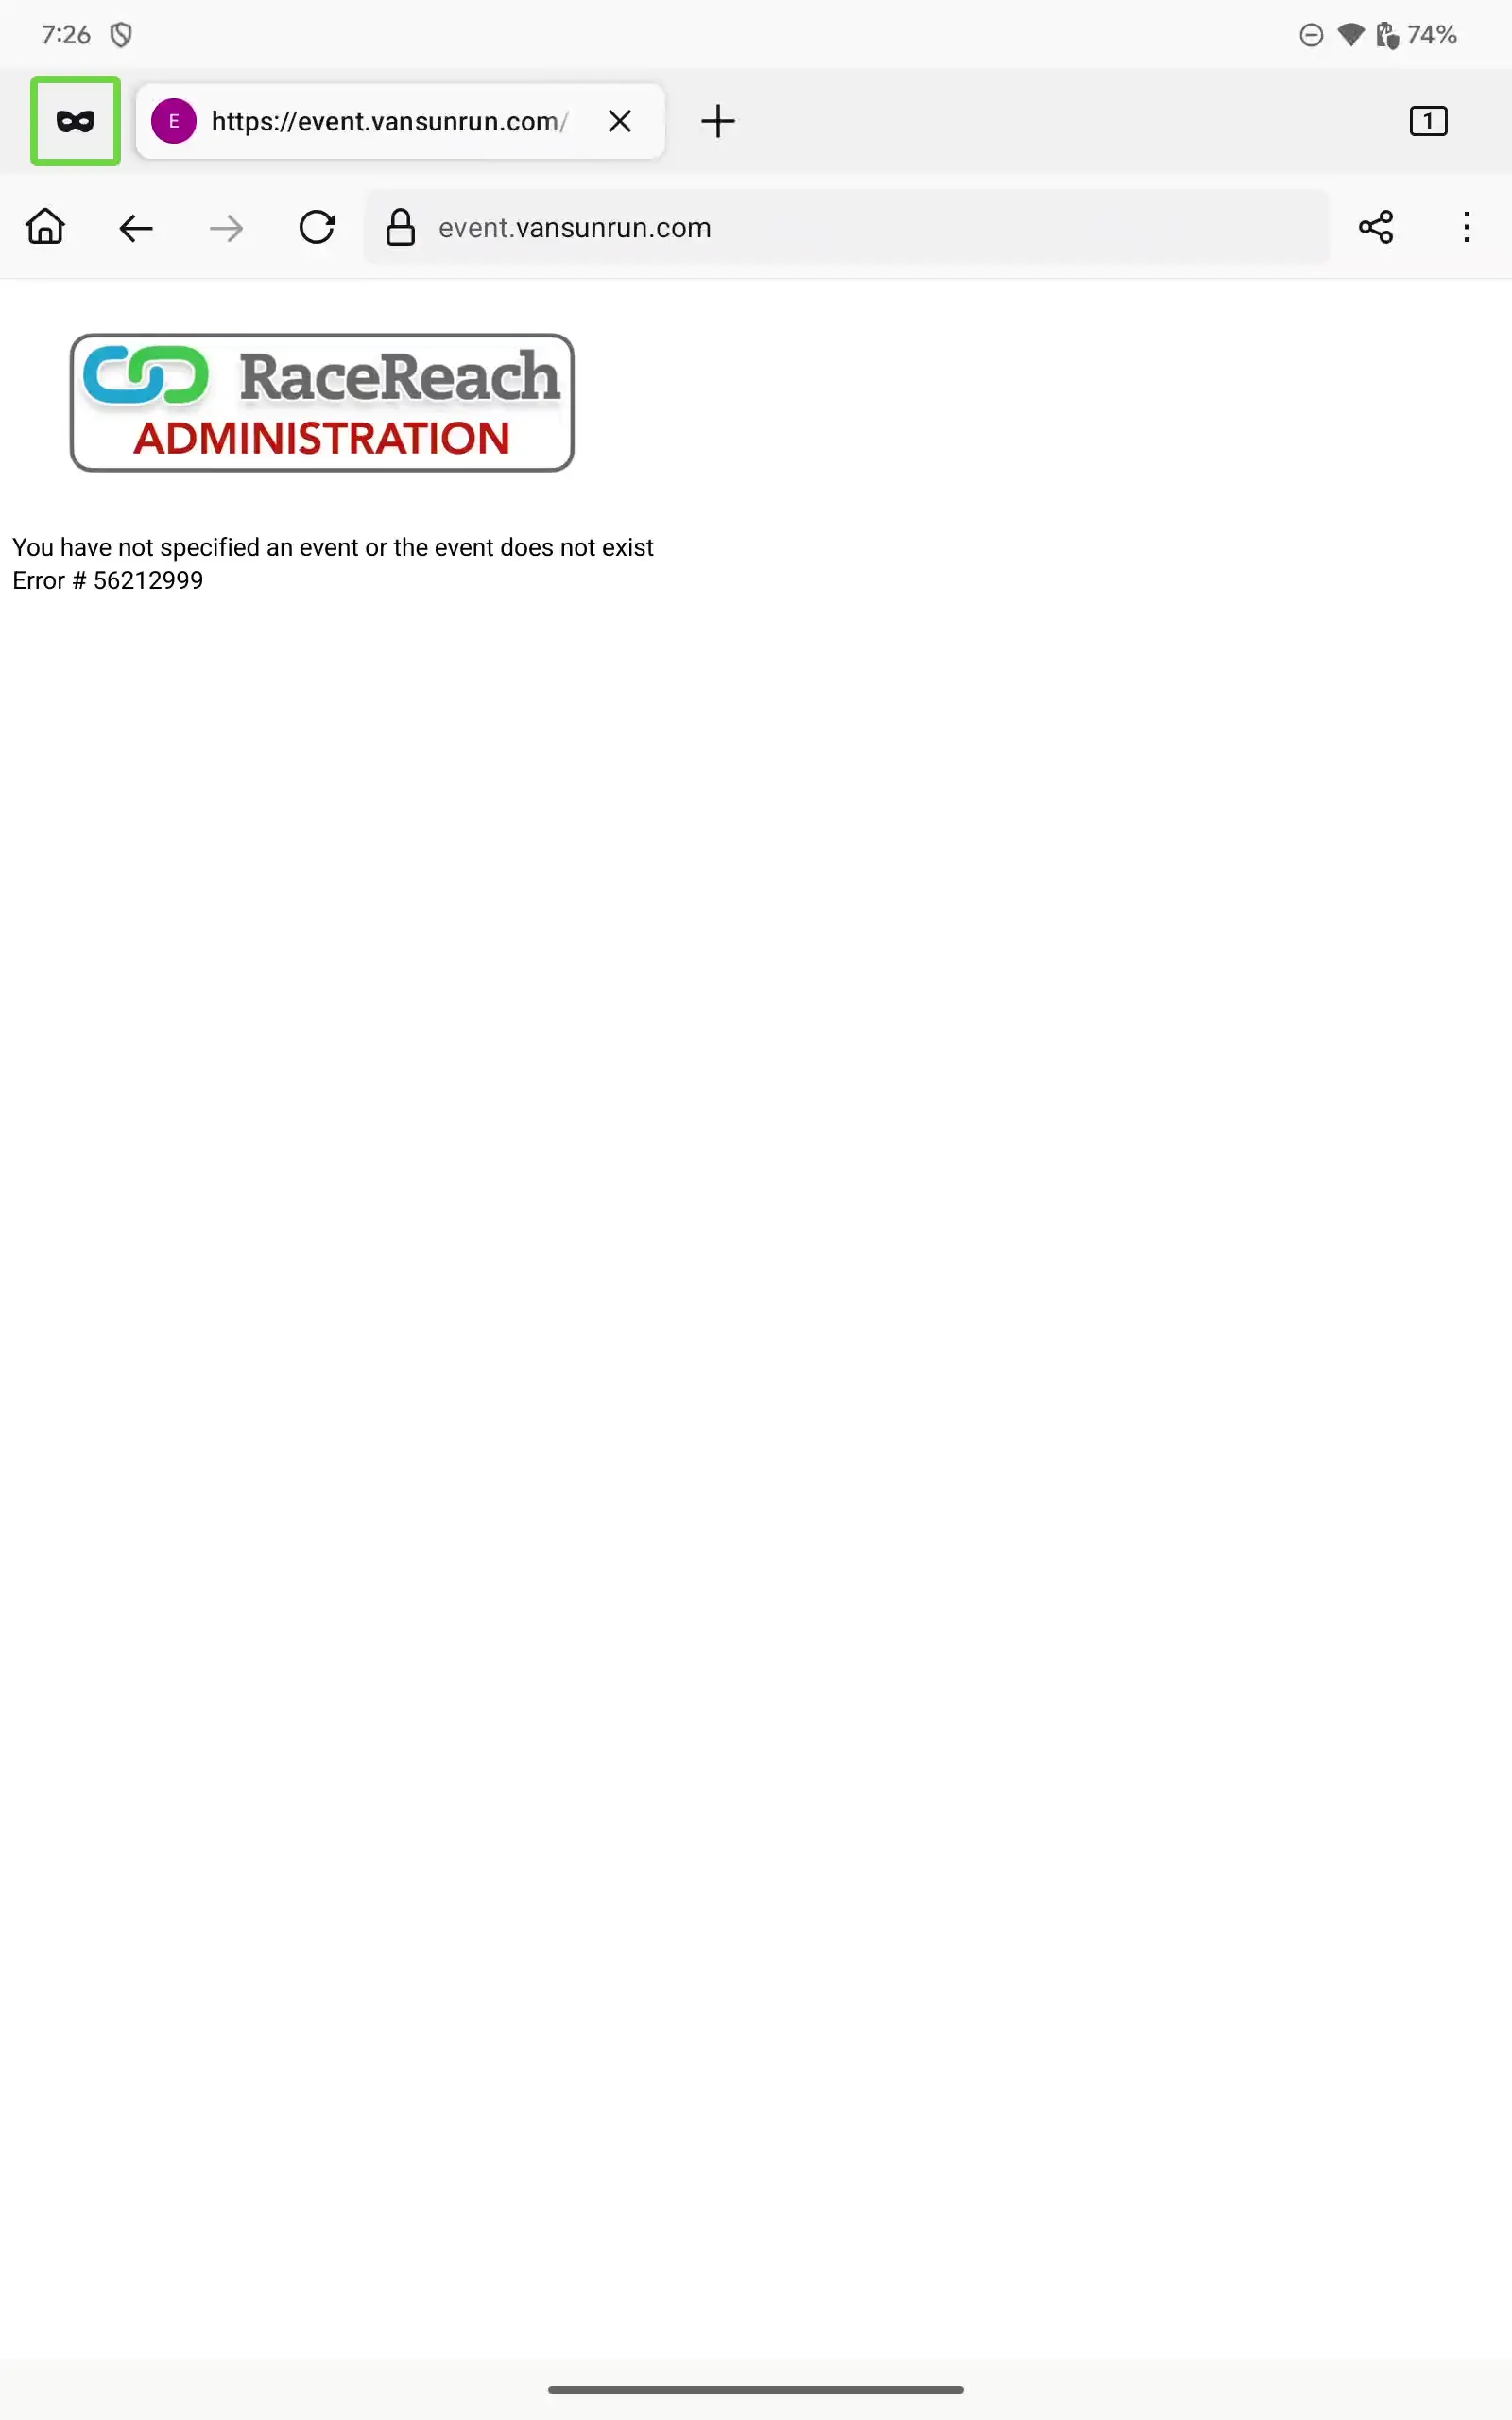 7:26
74%
E
https://event.vansunrun.com/
1
event.vansunrun.com
RaceReach
ADMINISTRATION
You have not specified an event or the event does not exist
Error # 56212999